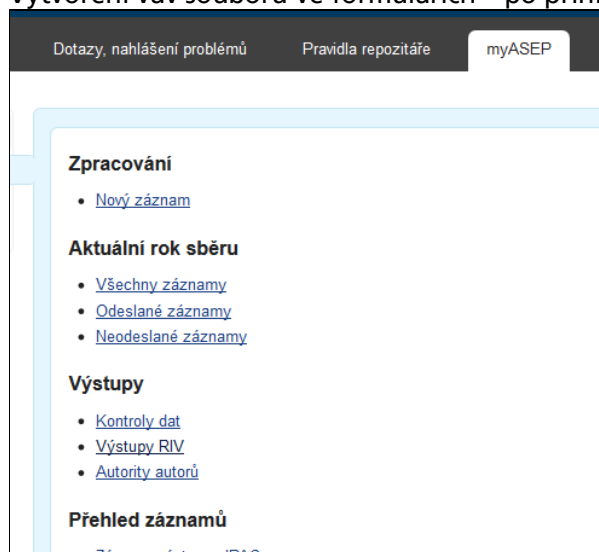 Dotazy, nahlášení problémů Pravidla repozitáře myASEP
Zpracování
Nový záznam
Aktuální rok sběru
Všechny záznamy
Odeslané záznamy
Neodeslané záznamy
Výstupy
Kontroly dat
Výstupy RIV
Autority autorů
Přehled záznamů